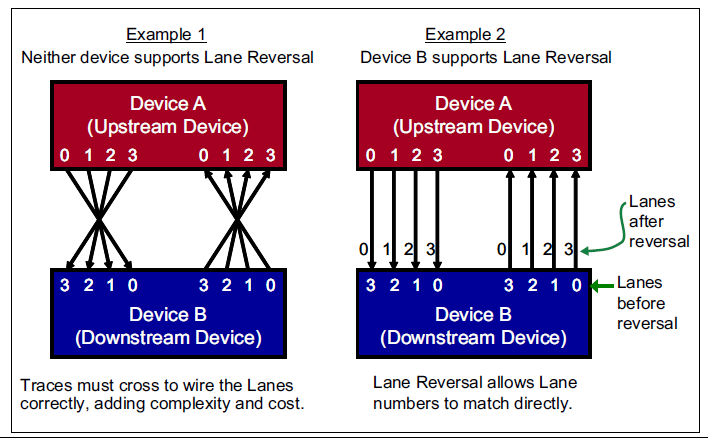 Example 1
Neither device supports Lane Reversal
Device A
(Upstream Device)
0 1 2 3 0 1 2 3
3 2 1 0 3 2 1 0
Device B
(Downstream Device)
Traces must cross to wire the Lanes
correctly, adding complexity and cost.
Example 2
Device B supports Lane Reversal
Device A
(Upstream Device)
0 1 2 3 0 1 2 3
Lanes
after
reversal
0 1 2 3 0 1 2 3
3 2 1 0 3 2 1 0
Lanes
before
reversal
Device B
(Downstream Device)
Lane Reversal allows Lane
numbers to match directly.